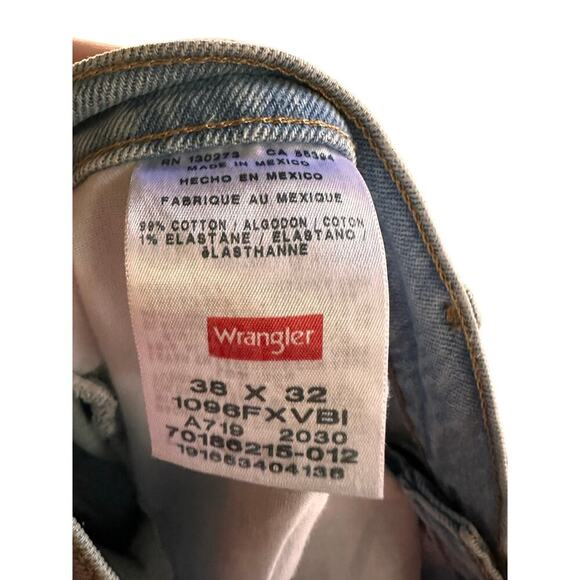 RN 130273 CA 55394
MADE IN MEXICO
HECHO EN MEXICO
FABRIQUE AU MEXIQUE
99% COTTON / ALGODON / COTON
1% ELASTANE / ELASTANO /
éLASTHANNE
Wrangler
38 X 32
1096FXVBI
A719 2030
70186215-012
191663404136